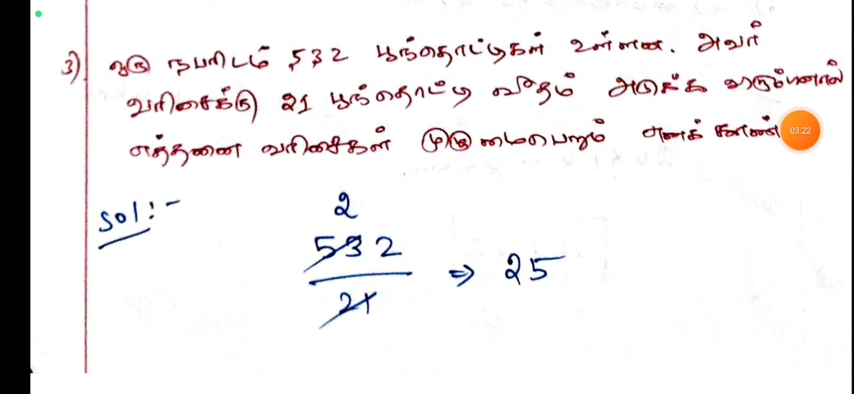 3) ஒரு நபரிடம் 532 பூந்தொட்டிகள் உள்ளன. அவர்
வரிசைக்கு 21 பூந்தொட்டி வீதம் அடுக்க விரும்பினால்
எத்தனை வரிசைகள் முழுமைபெறும் எனக் காண்
03:22
Sol:-
2
532
21
⇒ 25